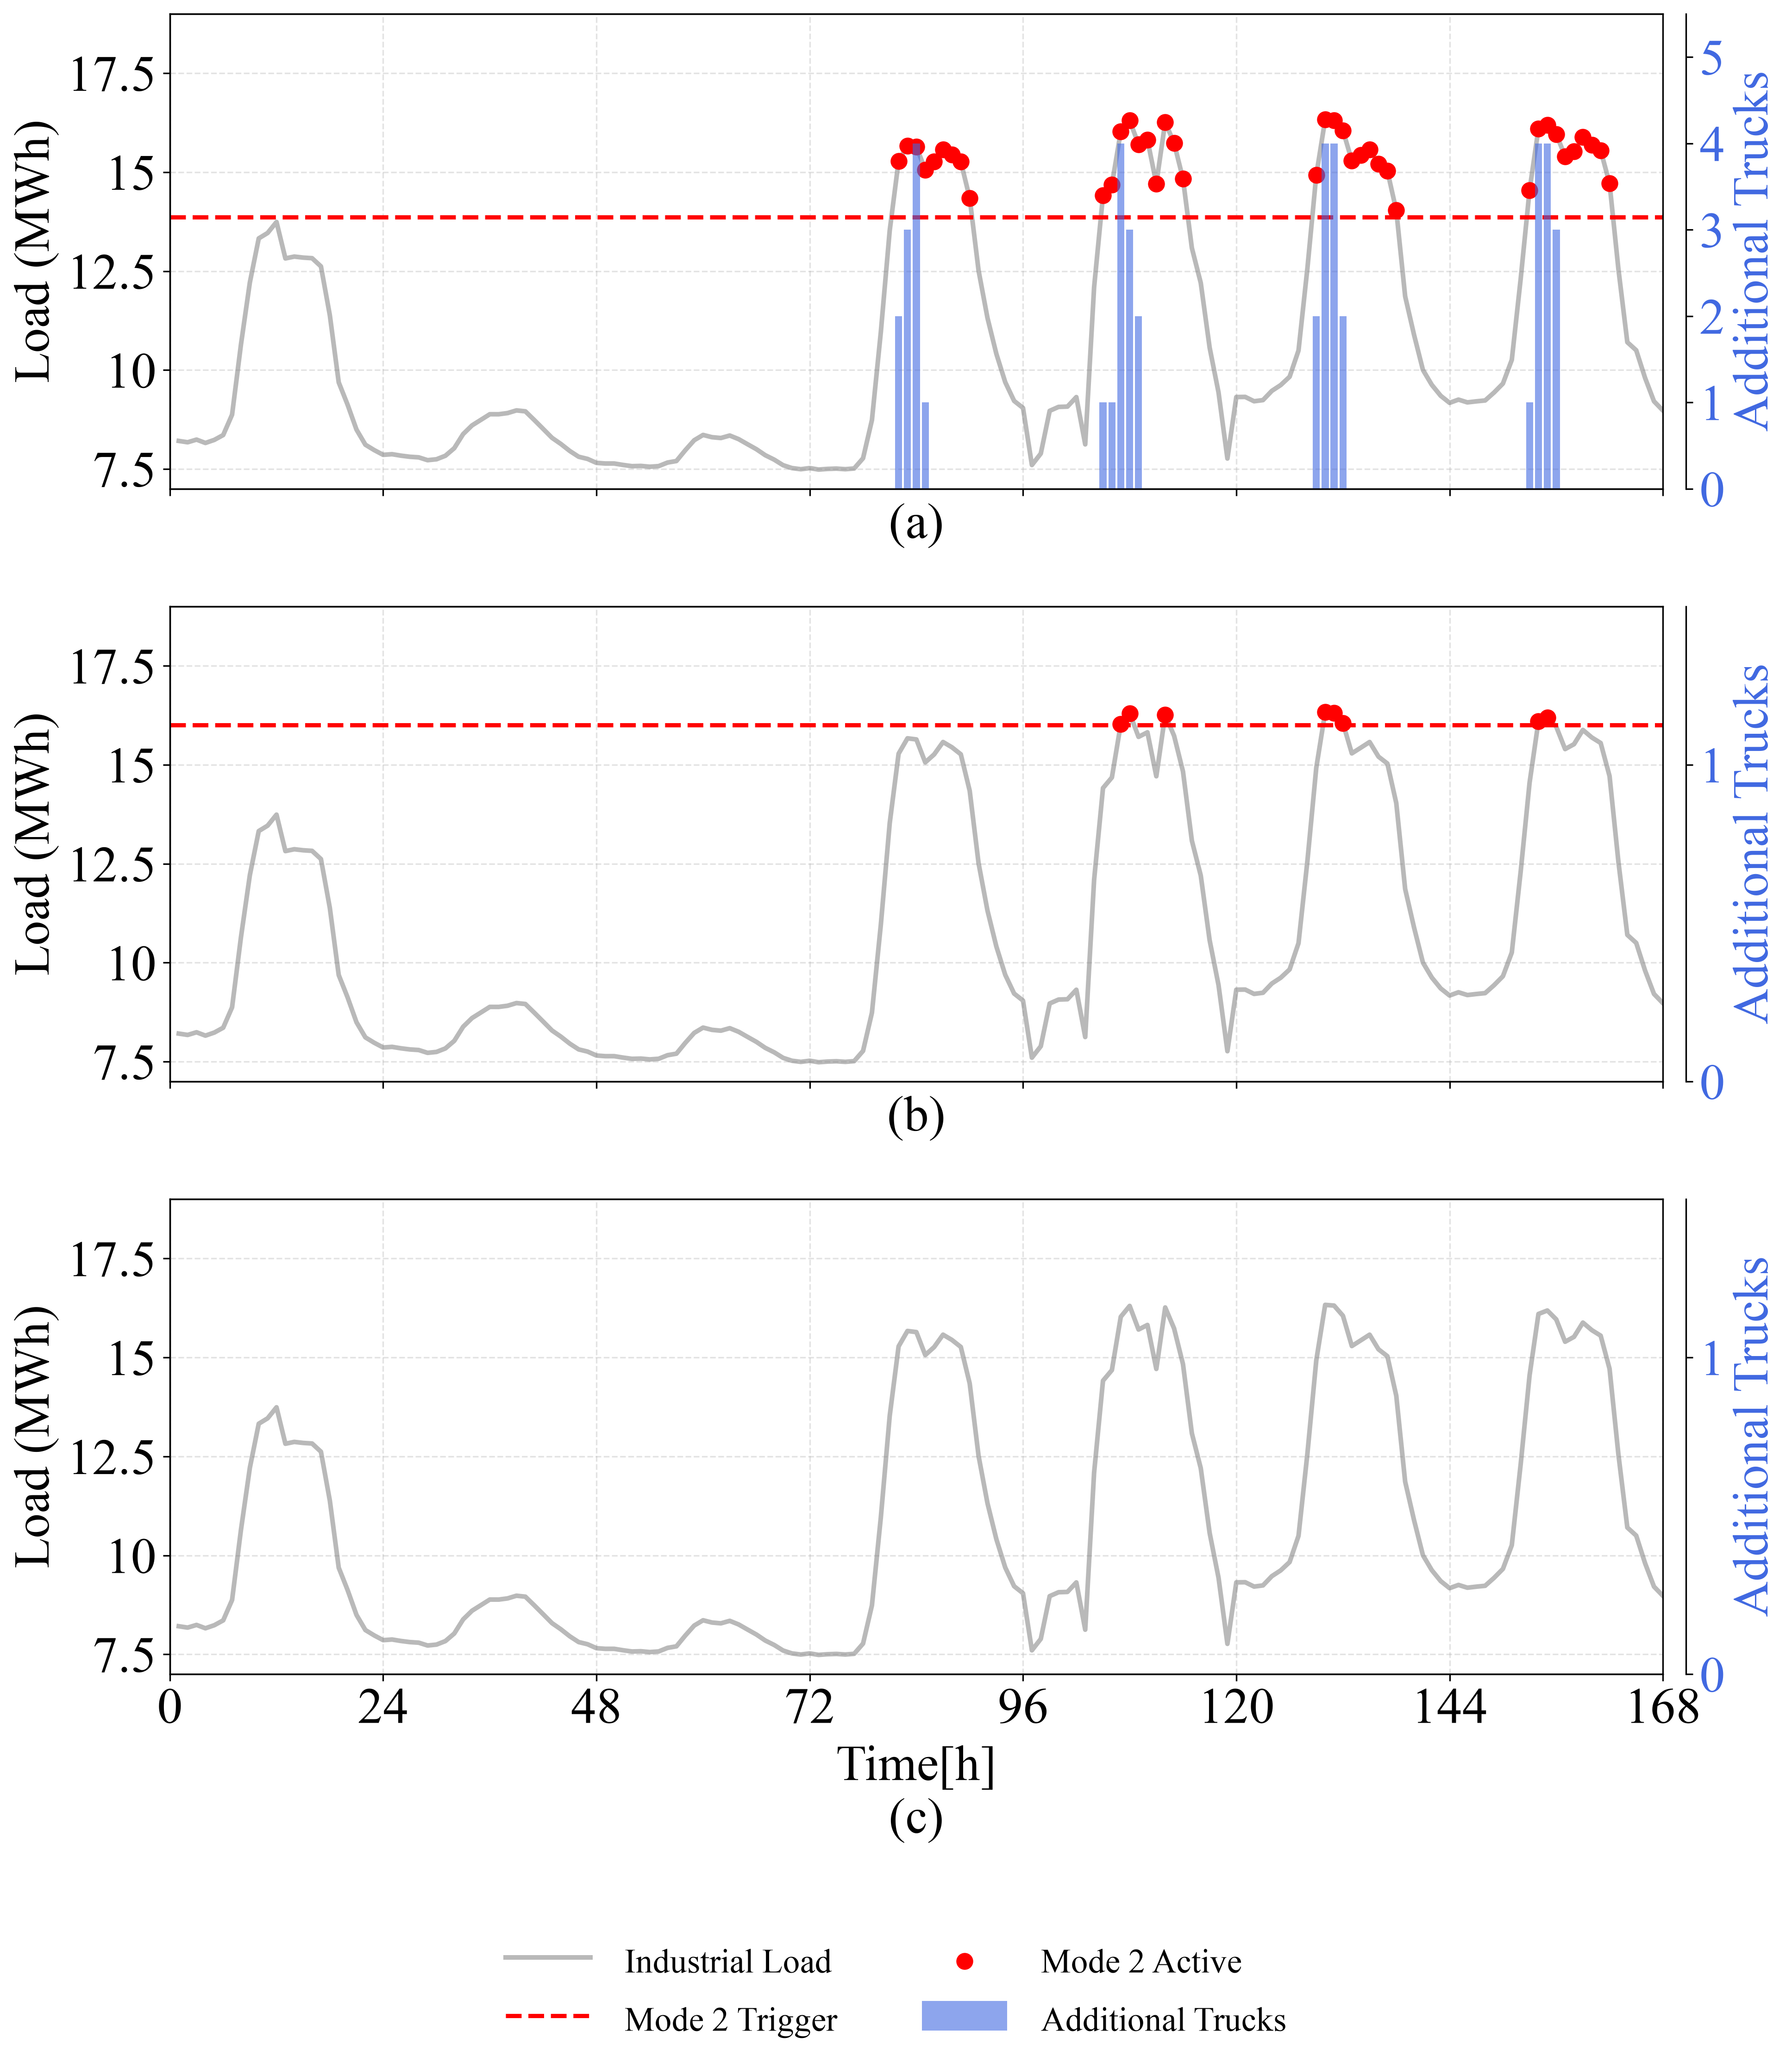 17.5
15
12.5
10
7.5
Load (MWh)
5
4
3
2
1
0
Additional Trucks
(a)
17.5
15
12.5
10
7.5
Load (MWh)
1
0
Additional Trucks
(b)
17.5
15
12.5
10
7.5
Load (MWh)
1
0
Additional Trucks
0 24 48 72 96 120 144 168
Time[h]
(c)
Industrial Load
Mode 2 Active
Mode 2 Trigger
Additional Trucks